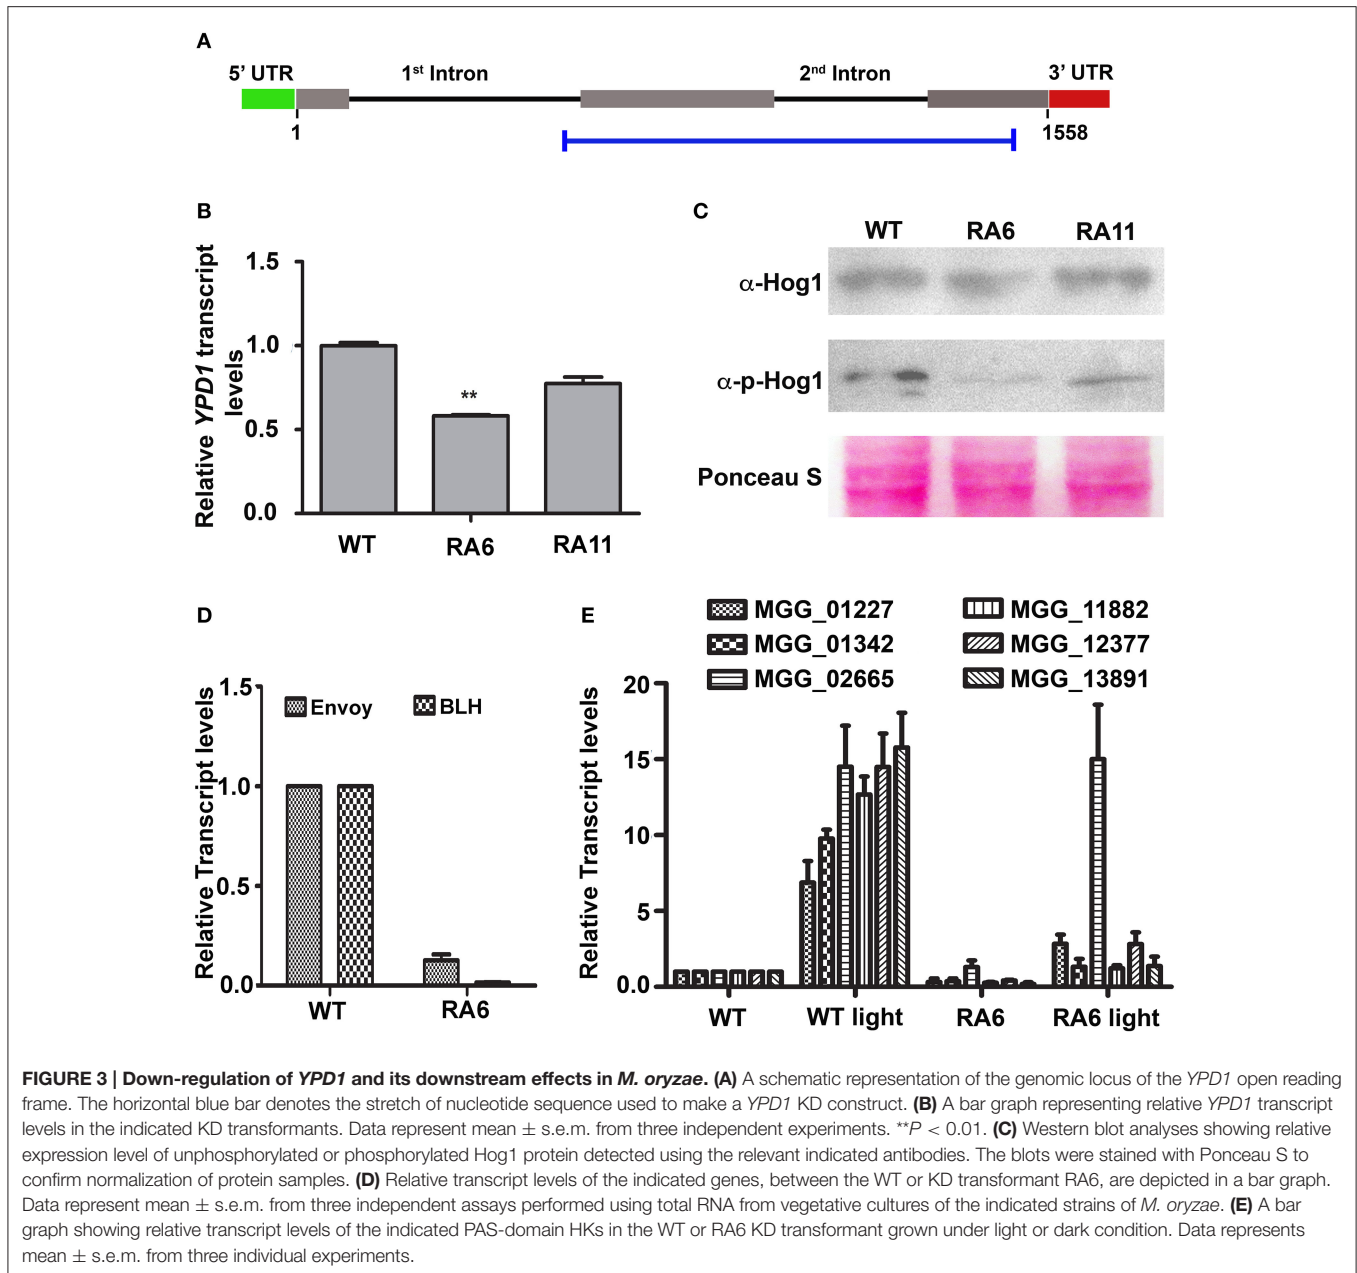 A
5’ UTR
1st Intron
2nd Intron
3’ UTR
1
1558
B
Relative YPD1 transcript
levels
1.5
1.0
0.5
0.0
**
WT
RA6
RA11
C
WT
RA6
RA11
α-Hog1
α-p-Hog1
Ponceau S
D
Relative Transcript levels
1.5
1.0
0.5
0.0
Envoy
BLH
WT
RA6
E
MGG_01227
MGG_01342
MGG_02665
MGG_11882
MGG_12377
MGG_13891
Relative Transcript levels
20
15
10
5
0.0
WT
WT light
RA6
RA6 light
FIGURE 3 | Down-regulation of YPD1 and its downstream effects in M. oryzae. (A) A schematic representation of the genomic locus of the YPD1 open reading
frame. The horizontal blue bar denotes the stretch of nucleotide sequence used to make a YPD1 KD construct. (B) A bar graph representing relative YPD1 transcript
levels in the indicated KD transformants. Data represent mean ± s.e.m. from three independent experiments. **P < 0.01. (C) Western blot analyses showing relative
expression level of unphosphorylated or phosphorylated Hog1 protein detected using the relevant indicated antibodies. The blots were stained with Ponceau S to
confirm normalization of protein samples. (D) Relative transcript levels of the indicated genes, between the WT or KD transformant RA6, are depicted in a bar graph.
Data represent mean ± s.e.m. from three independent assays performed using total RNA from vegetative cultures of the indicated strains of M. oryzae. (E) A bar
graph showing relative transcript levels of the indicated PAS-domain HKs in the WT or RA6 KD transformant grown under light or dark condition. Data represents
mean ± s.e.m. from three individual experiments.